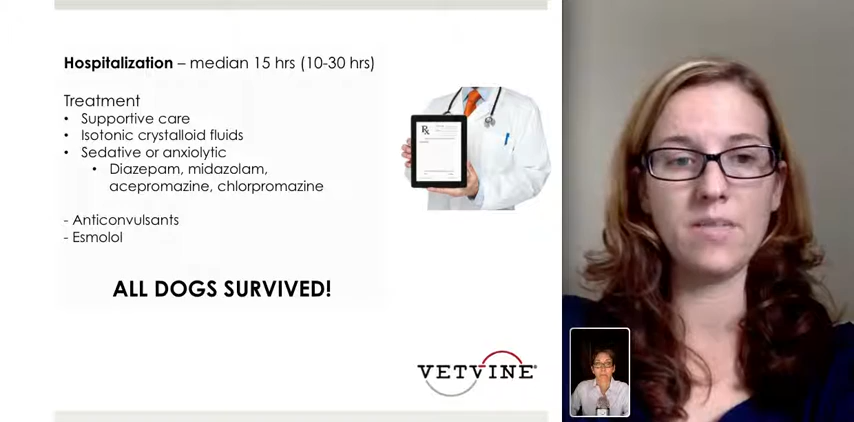 Hospitalization – median 15 hrs (10-30 hrs)
Treatment
• Supportive care
• Isotonic crystalloid fluids
• Sedative or anxiolytic
• Diazepam, midazolam,
acepromazine, chlorpromazine
- Anticonvulsants
- Esmolol
ALL DOGS SURVIVED!
Rx
VETVINE®